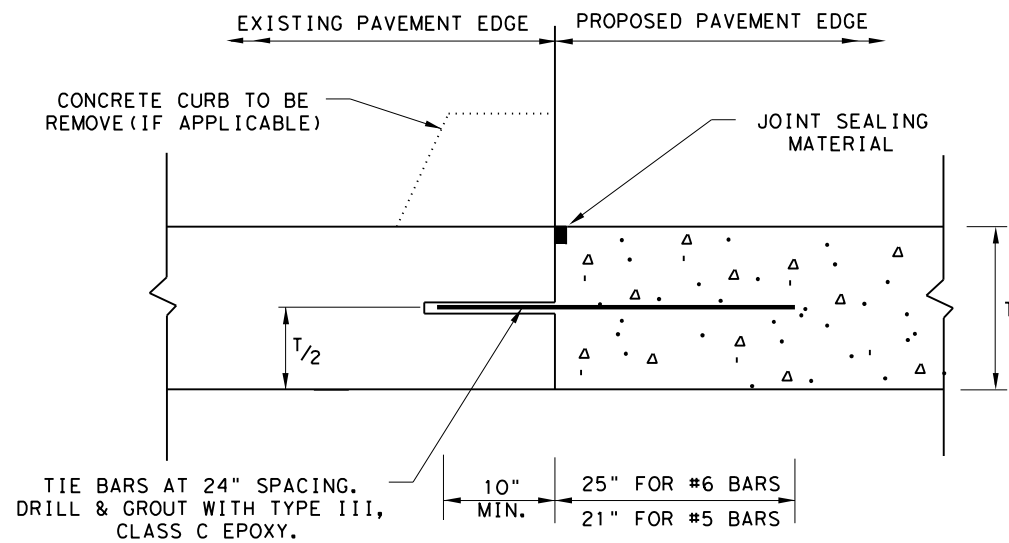 EXISTING PAVEMENT EDGE
PROPOSED PAVEMENT EDGE
CONCRETE CURB TO BE
REMOVE(IF APPLICABLE)
JOINT SEALING
MATERIAL
T/2
T
TIE BARS AT 24" SPACING.
DRILL & GROUT WITH TYPE III,
CLASS C EPOXY.
10"
MIN.
25" FOR #6 BARS
21" FOR #5 BARS